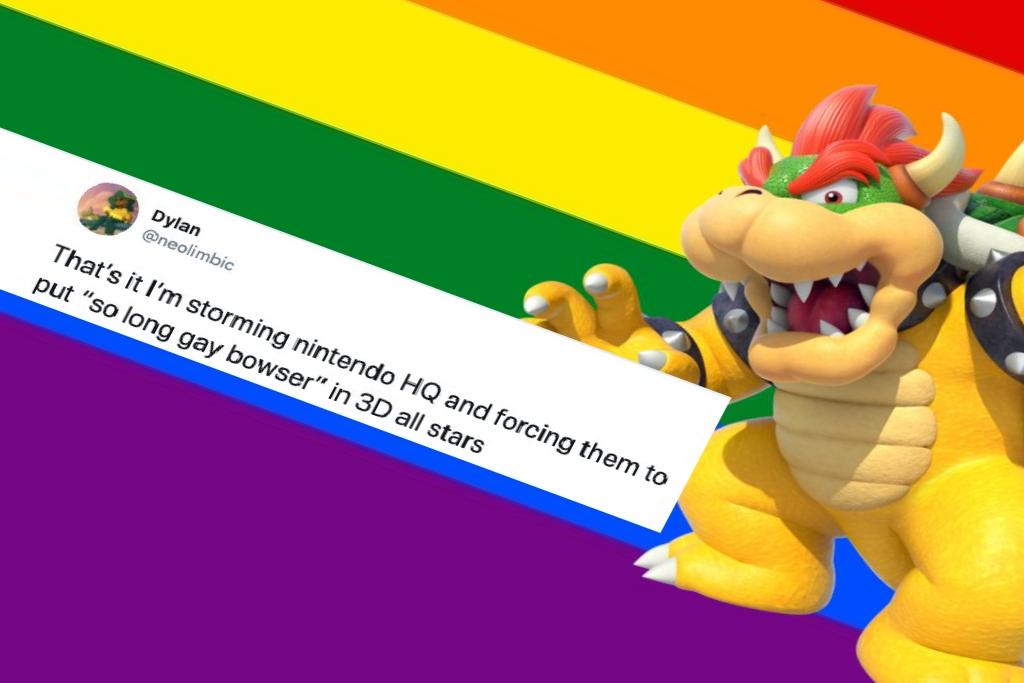 Dylan
@neolimbic
That's it I'm storming nintendo HQ and forcing them to
put "so long gay bowser" in 3D all stars